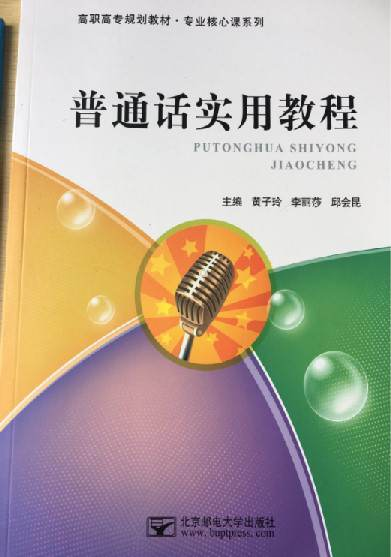 高职高专规划教材·专业核心课系列
普通话实用教程
PUTONGHUA SHIYONG
JIAOCHENG
主编 黄子玲 李丽莎 邱会昆
北京邮电大学出版社
www.buptpress.com